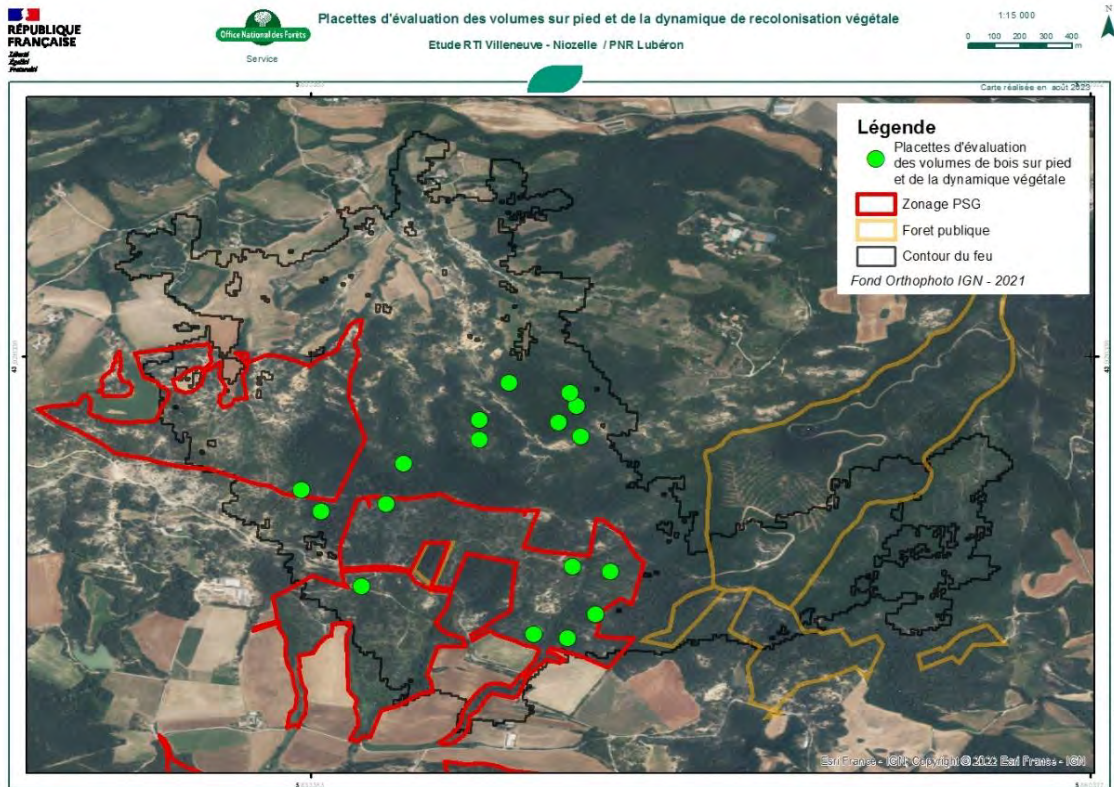 RÉPUBLIQUE
FRANÇAISE
Liberté
Égalité
Fraternité
Office National des Forêts
Service
Placettes d'évaluation des volumes sur pied et de la dynamique de recolonisation végétale
Etude RTI Villeneuve - Niozelle / PNR Lubéron
1:15 000
N
0 100 200 300 400
m
Carte réalisée en août 2023
Légende
Placettes d'évaluation
des volumes de bois sur pied
et de la dynamique végétale
Zonage PSG
Foret publique
Contour du feu
Fond Orthophoto IGN - 2021
Esri France - IGN, Copyright © 2022 Esri France - IGN